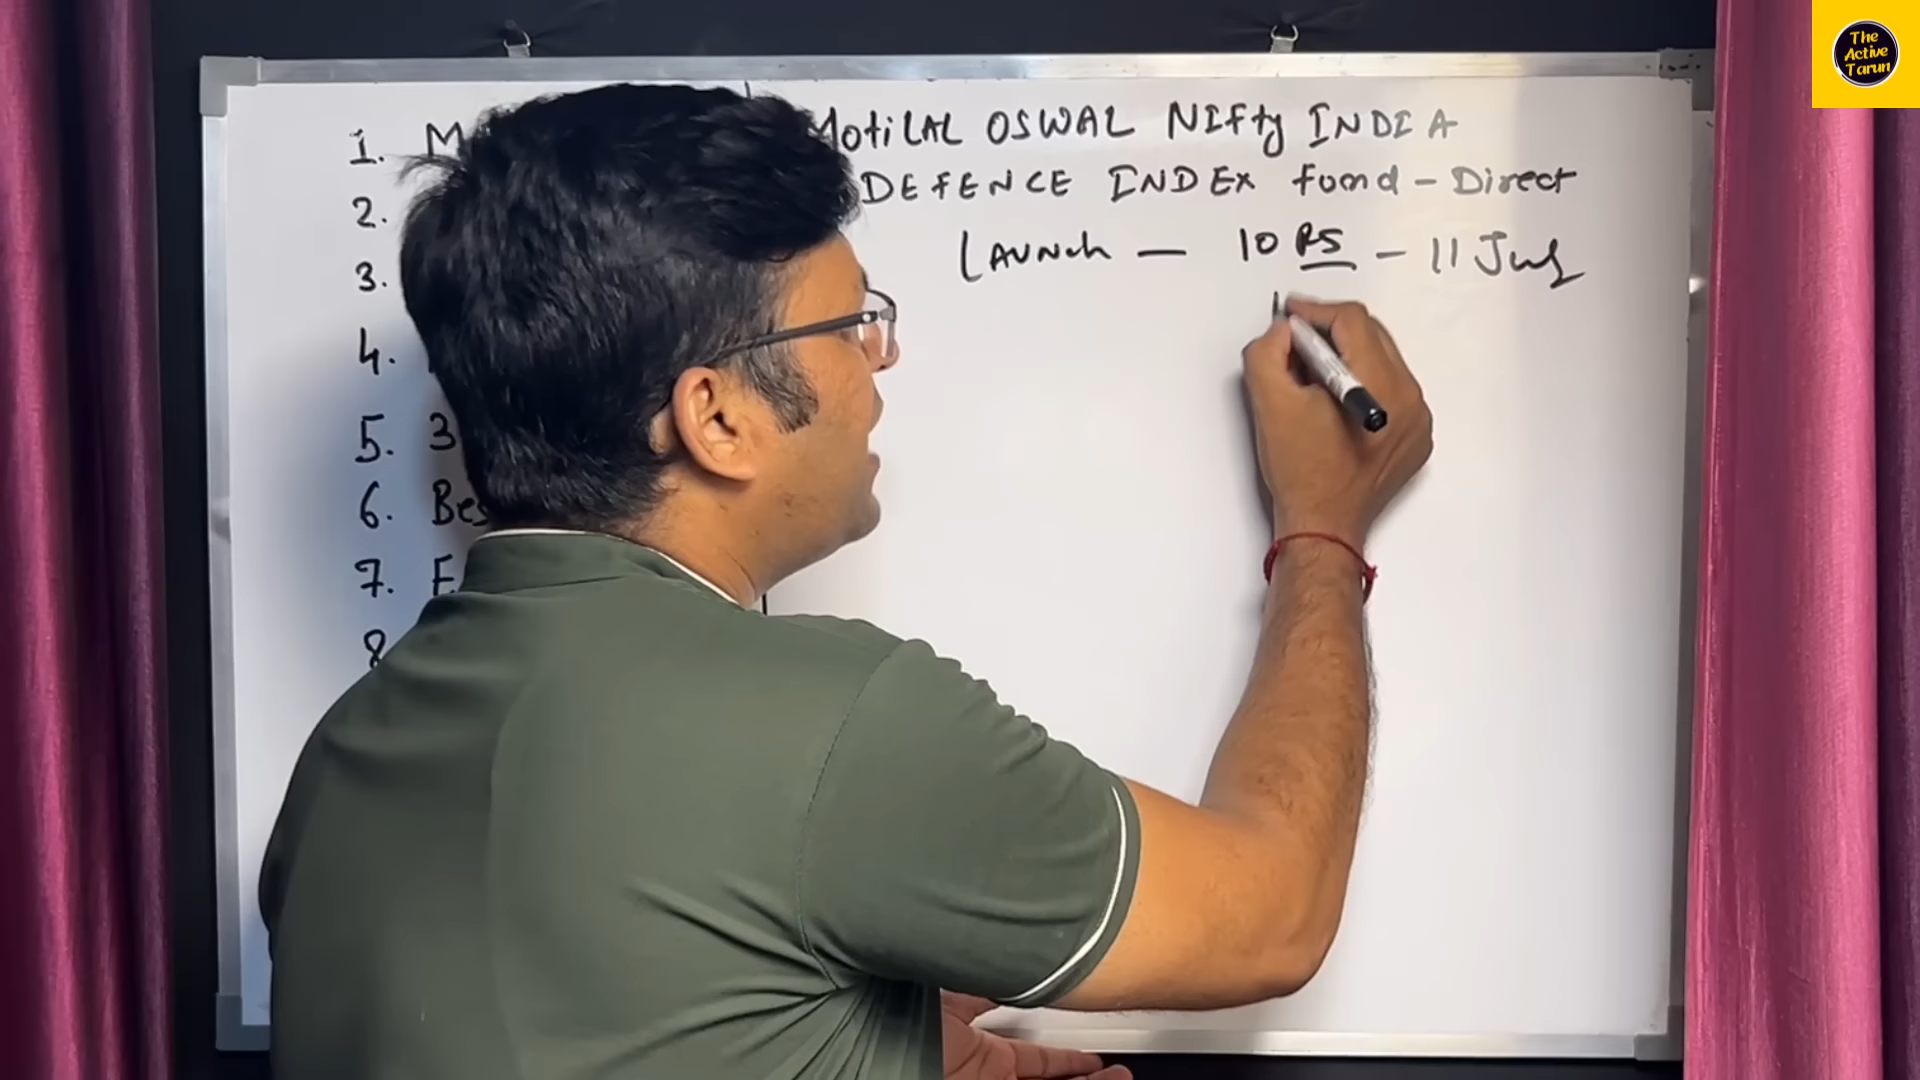 The
Active
Tarun
1. M
2.
3.
4.
5. 3
6. Bes
7. F
8
MotiLAL OSWAL NIfty INDIA
DEFENCE INDEX fund - Direct
LAUNch — 10 RS - 11 July